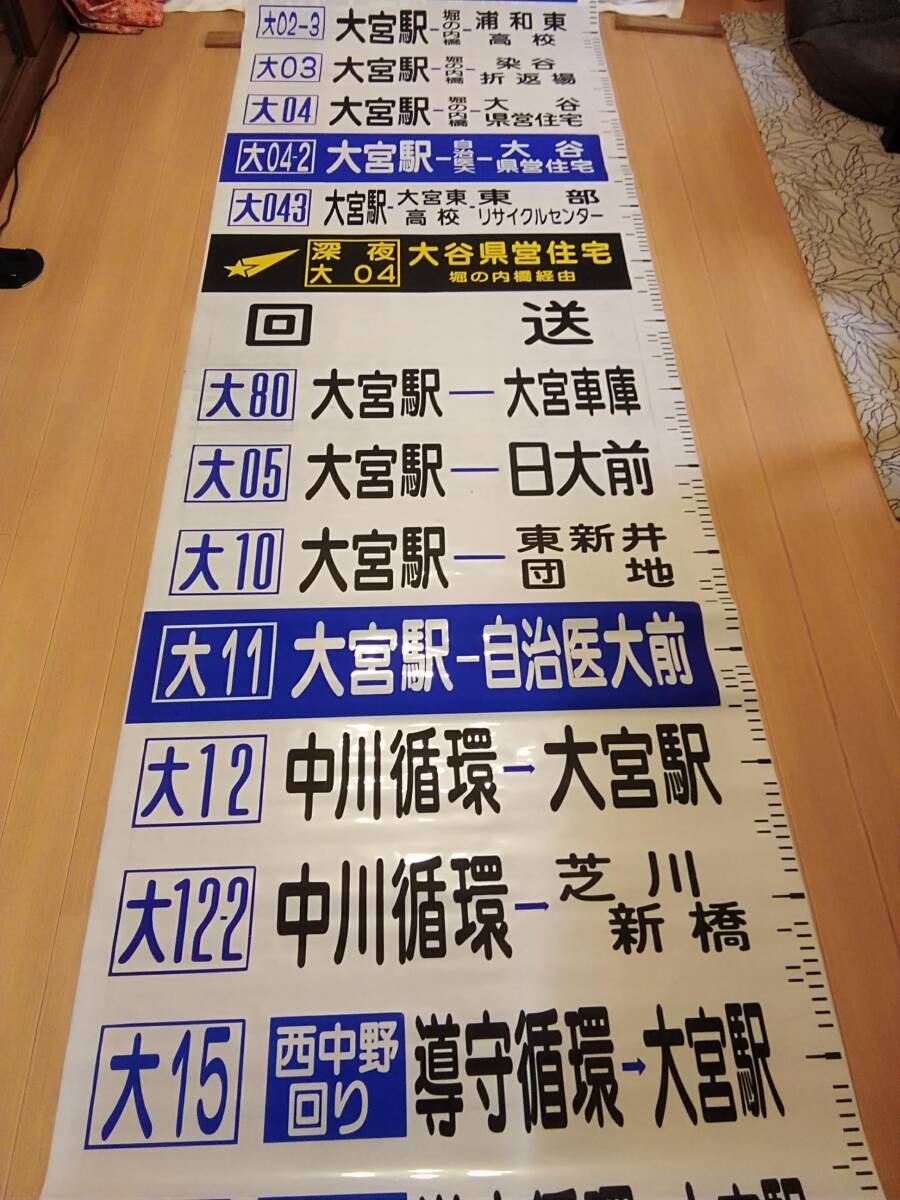 大02-3 大宮駅-堀の内橋-浦和東高校
大03 大宮駅-堀の内橋-染谷折返場
大04 大宮駅-堀の内橋-大谷県営住宅
大04-2 大宮駅-自治医大-大谷県営住宅
大04-3 大宮駅-大宮東高校-東部リサイクルセンター
深夜大04 大谷県営住宅 堀の内橋経由
回送
大80 大宮駅―大宮車庫
大05 大宮駅―日大前
大10 大宮駅―東新井団地
大11 大宮駅-自治医大前
大12 中川循環→大宮駅
大12-2 中川循環→芝川新橋
大15 西中野回り 導守循環→大宮駅